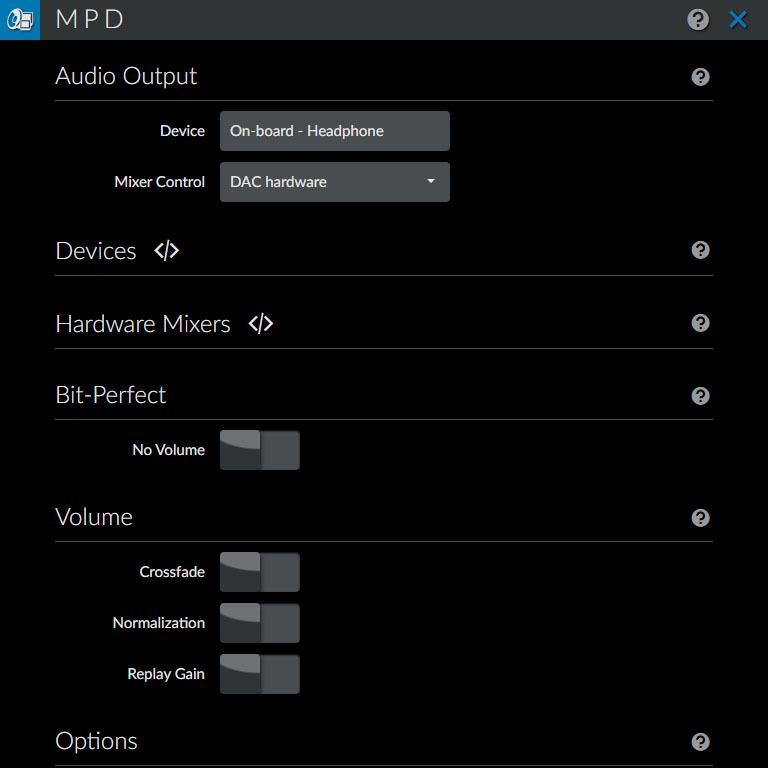 MPD
Audio Output
Device On-board - Headphone
Mixer Control DAC hardware
Devices </>
Hardware Mixers </>
Bit-Perfect
No Volume
Volume
Crossfade
Normalization
Replay Gain
Options